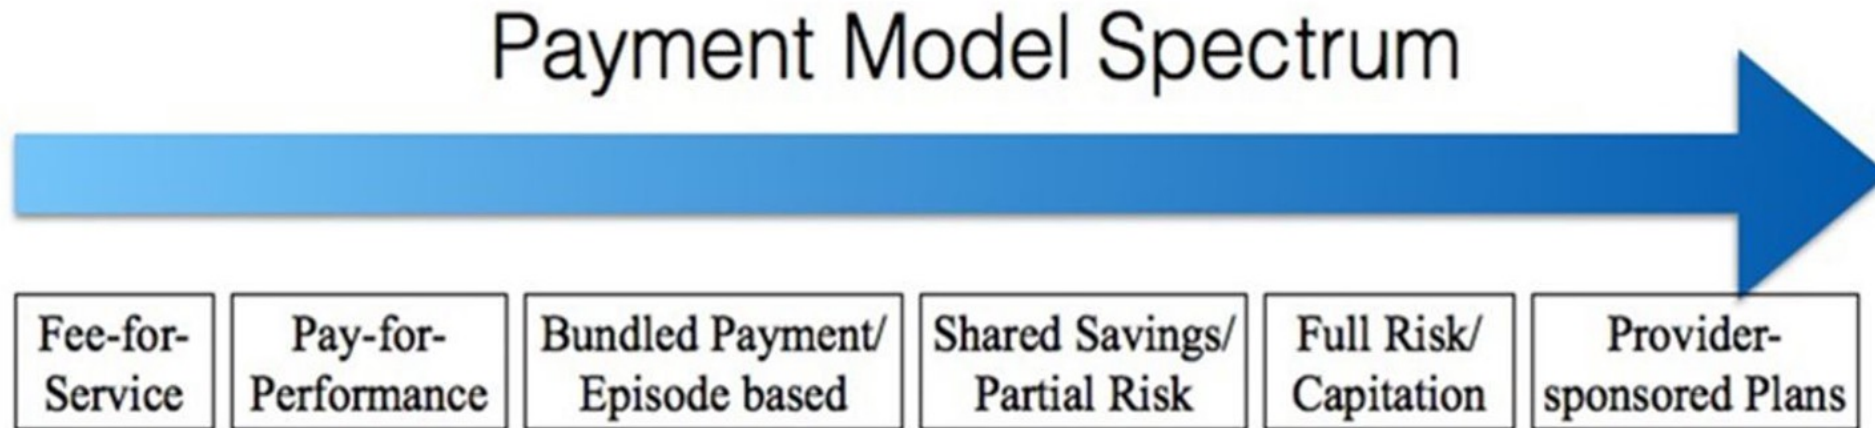 Payment Model Spectrum
Fee-for-
Service
Pay-for-
Performance
Bundled Payment/
Episode based
Shared Savings/
Partial Risk
Full Risk/
Capitation
Provider-
sponsored Plans